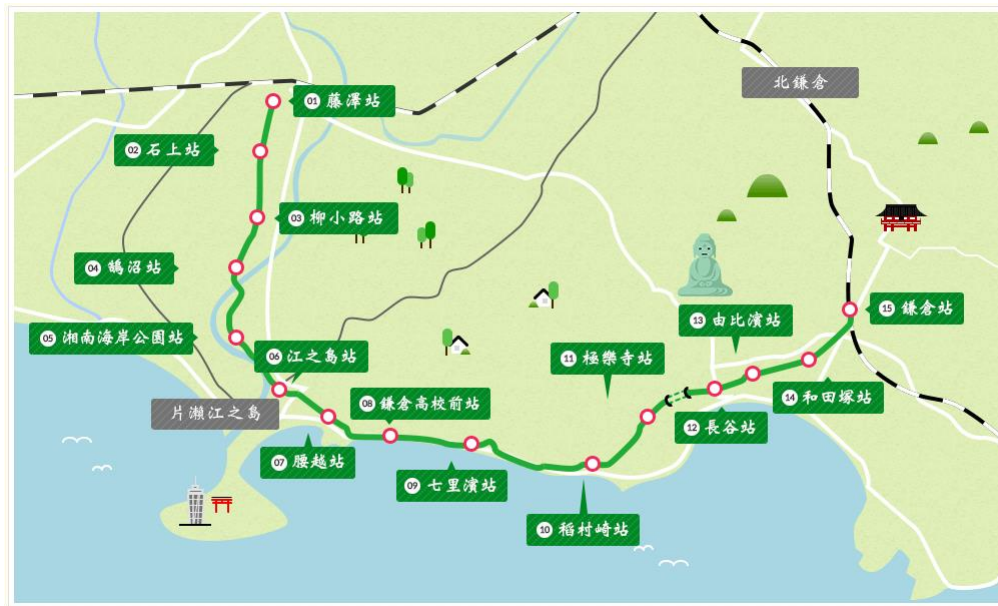 01 藤澤站
02 石上站
03 柳小路站
04 鵠沼站
05 湘南海岸公園站
06 江之島站
片瀬江之島
07 腰越站
08 鎌倉高校前站
09 七里濱站
10 稻村崎站
11 極樂寺站
12 長谷站
13 由比濱站
14 和田塚站
15 鎌倉站
北鎌倉